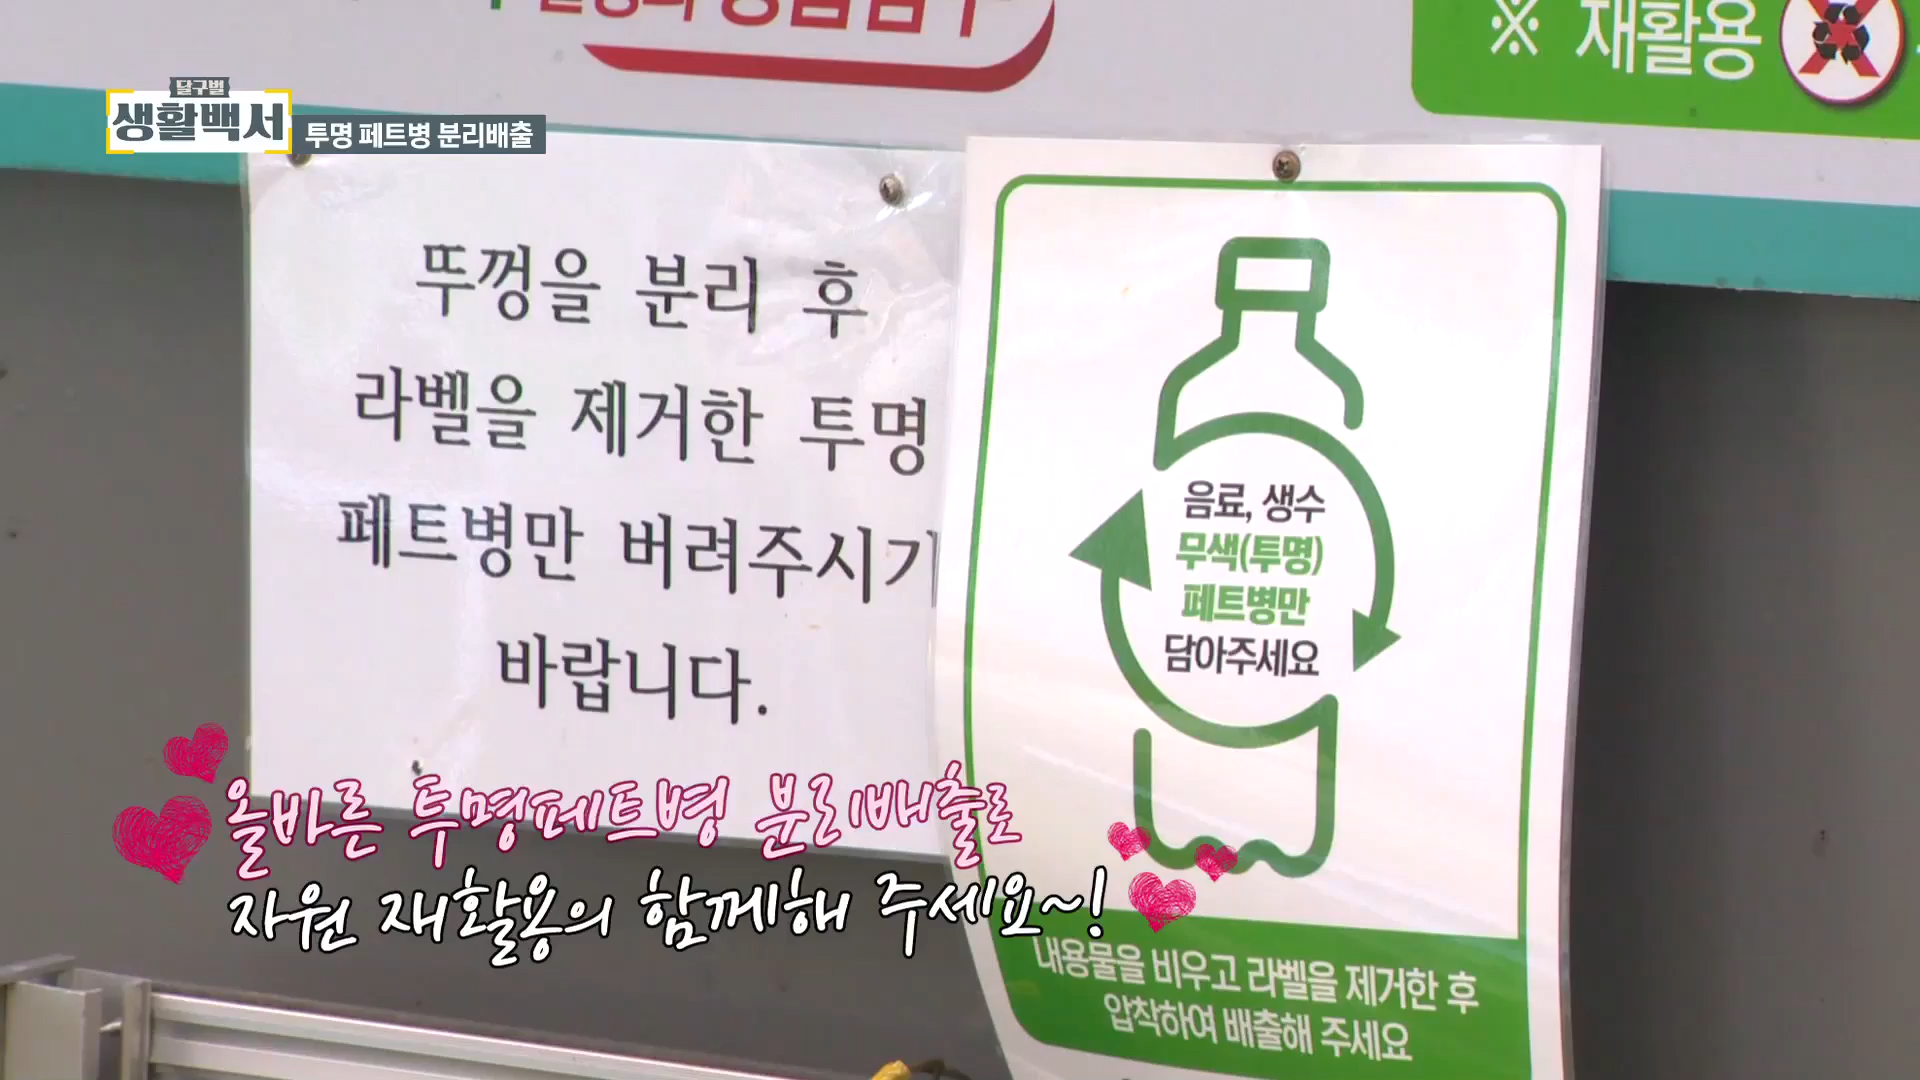 ※ 재활용
달구벌
생활백서
투명 페트병 분리배출
뚜껑을 분리 후
라벨을 제거한 투명
페트병만 버려주시기
바랍니다.
음료, 생수
무색(투명)
페트병만
담아주세요
올바른 투명페트병 분리배출로
자원 재활용의 함께해 주세요~!
내용물을 비우고 라벨을 제거한 후
압착하여 배출해 주세요